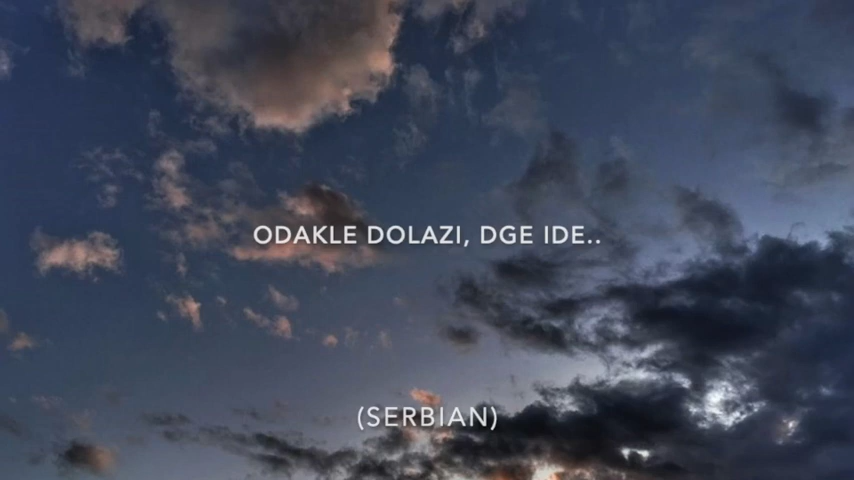 ODAKLE DOLAZI, DGE IDE..
(SERBIAN)